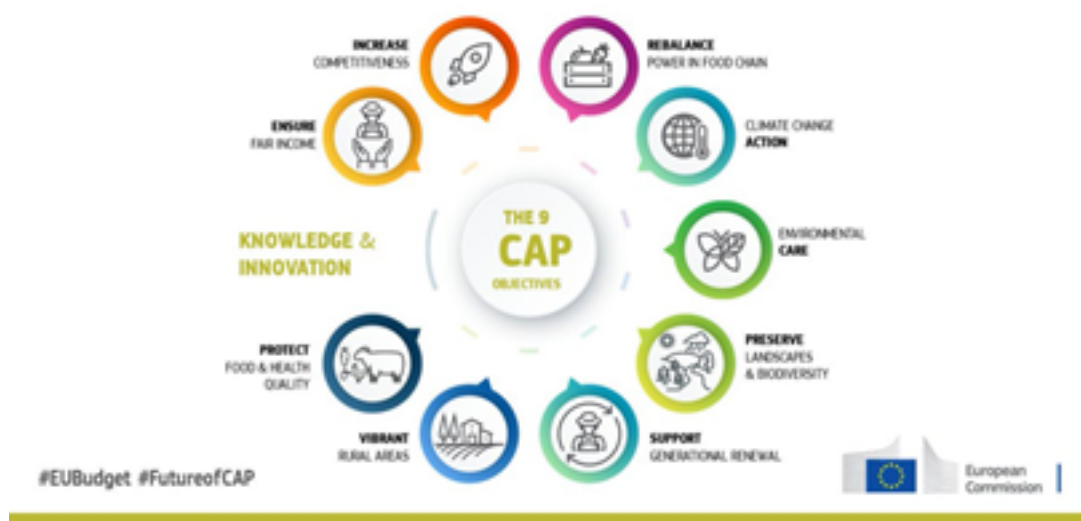 INCREASE
COMPETITIVENESS
REBALANCE
POWER IN FOOD CHAIN
ENSURE
FAIR INCOME
CLIMATE CHANGE
ACTION
THE 9
CAP
OBJECTIVES
KNOWLEDGE &
INNOVATION
ENVIRONMENTAL
CARE
PROTECT
FOOD & HEALTH
QUALITY
PRESERVE
LANDSCAPES
& BIODIVERSITY
VIBRANT
RURAL AREAS
SUPPORT
GENERATIONAL RENEWAL
#EUBudget #FutureofCAP
European
Commission